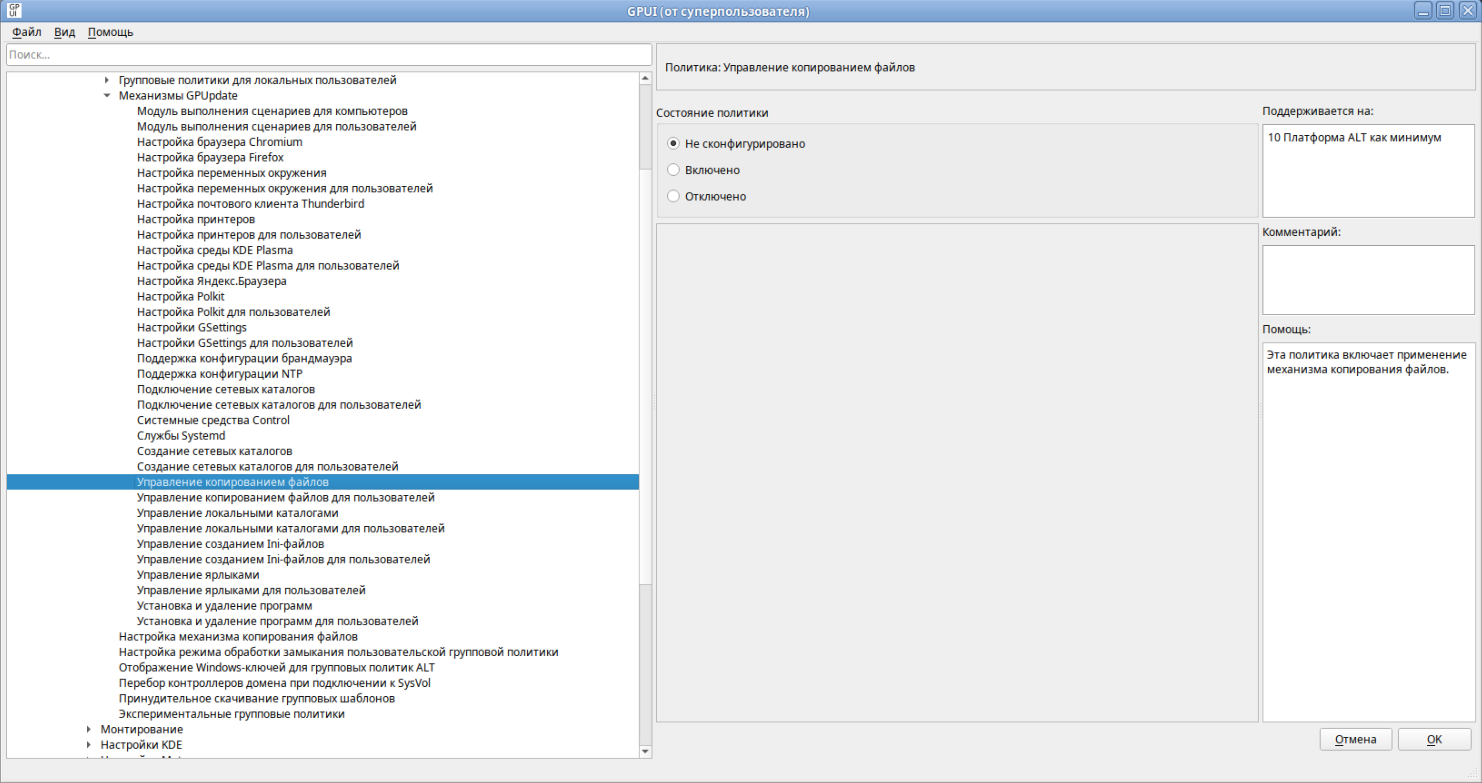 GPUI
GPUI (от суперпользователя)
Файл Вид Помощь
Поиск...
Групповые политики для локальных пользователей
Механизмы GPUpdate
Модуль выполнения сценариев для компьютеров
Модуль выполнения сценариев для пользователей
Настройка браузера Chromium
Настройка браузера Firefox
Настройка переменных окружения
Настройка переменных окружения для пользователей
Настройка почтового клиента Thunderbird
Настройка принтеров
Настройка принтеров для пользователей
Настройка среды KDE Plasma
Настройка среды KDE Plasma для пользователей
Настройка Яндекс.Браузера
Настройка Polkit
Настройка Polkit для пользователей
Настройки GSettings
Настройки GSettings для пользователей
Поддержка конфигурации брандмауэра
Поддержка конфигурации NTP
Подключение сетевых каталогов
Подключение сетевых каталогов для пользователей
Системные средства Control
Службы Systemd
Создание сетевых каталогов
Создание сетевых каталогов для пользователей
Управление копированием файлов
Управление копированием файлов для пользователей
Управление локальными каталогами
Управление локальными каталогами для пользователей
Управление созданием Ini-файлов
Управление созданием Ini-файлов для пользователей
Управление ярлыками
Управление ярлыками для пользователей
Установка и удаление программ
Установка и удаление программ для пользователей
Настройка механизма копирования файлов
Настройка режима обработки замыкания пользовательской групповой политики
Отображение Windows-ключей для групповых политик ALT
Перебор контроллеров домена при подключении к SysVol
Принудительное скачивание групповых шаблонов
Экспериментальные групповые политики
Монтирование
Настройки KDE
Политика: Управление копированием файлов
Состояние политики
Не сконфигурировано
Включено
Отключено
Поддерживается на:
10 Платформа ALT как минимум
Комментарий:
Помощь:
Эта политика включает применение
механизма копирования файлов.
Отмена OK